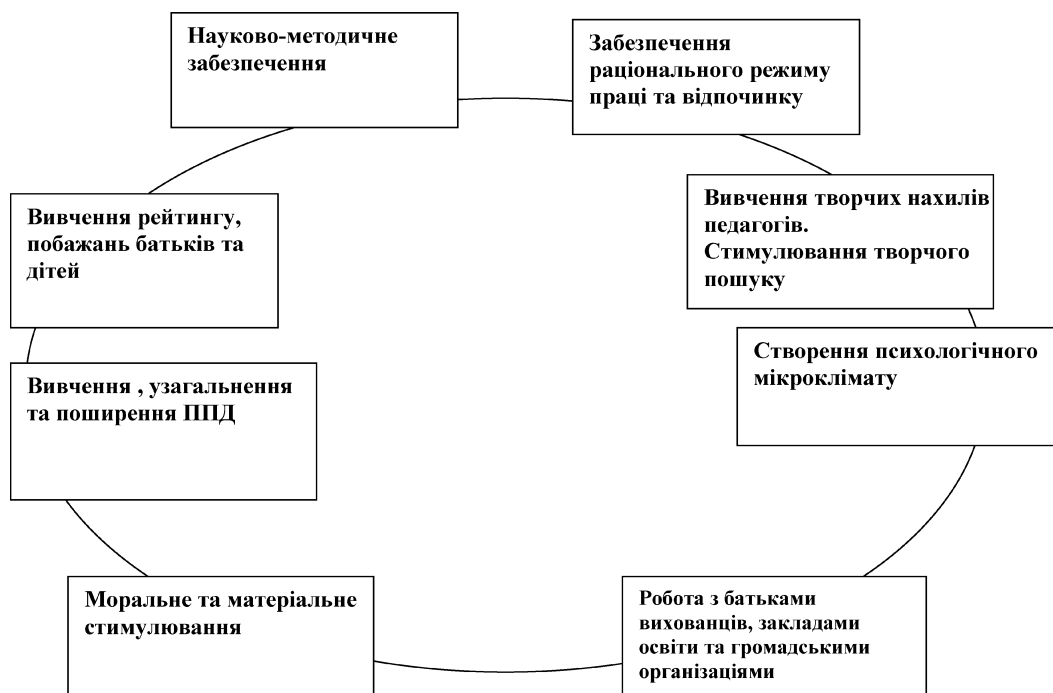 Науково-методичне
забезпечення
Забезпечення
раціонального режиму
праці та відпочинку
Вивчення рейтингу,
побажань батьків та
дітей
Вивчення творчих нахилів
педагогів.
Стимулювання творчого
пошуку
Створення психологічного
мікроклімату
Вивчення , узагальнення
та поширення ППД
Моральне та матеріальне
стимулювання
Робота з батьками
вихованців, закладами
освіти та громадськими
організаціями